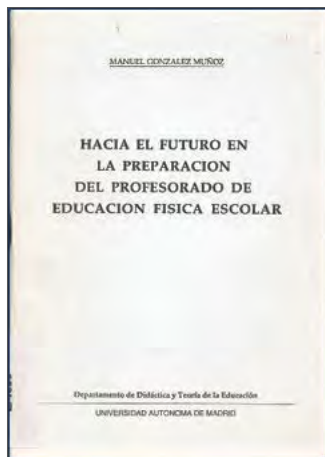 MANUEL GONZALEZ MUÑOZ
HACIA EL FUTURO EN
LA PREPARACION
DEL PROFESORADO DE
EDUCACION FISICA ESCOLAR
Departamento de Didáctica y Teoría de la Educación
UNIVERSIDAD AUTONOMA DE MADRID